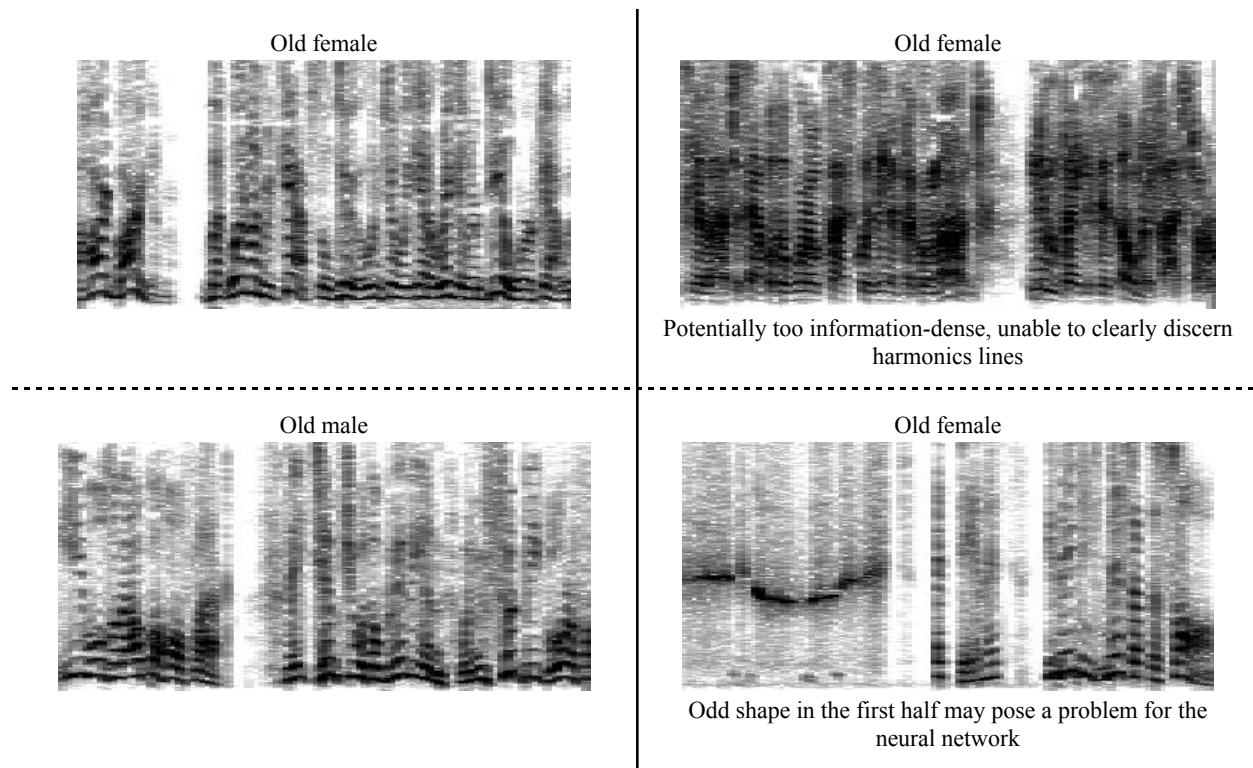 Old female
Old female
Potentially too information-dense, unable to clearly discern
harmonics lines
Old male
Old female
Odd shape in the first half may pose a problem for the
neural network